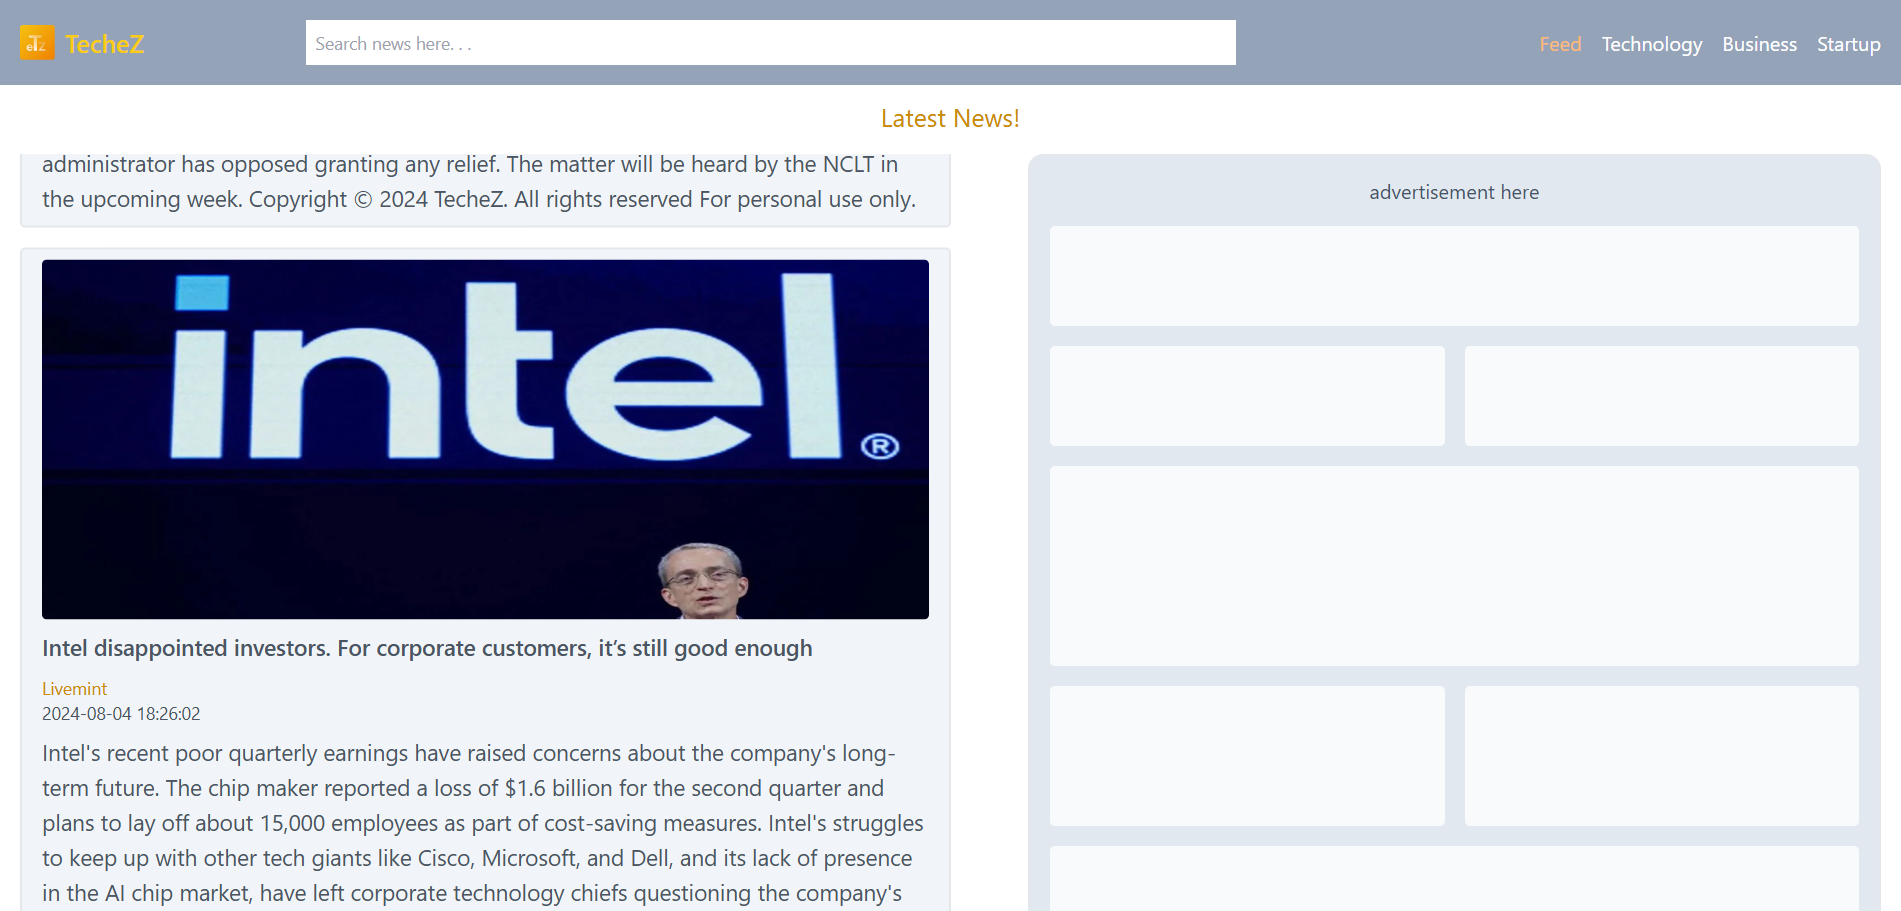 eTz TecheZ
Search news here. . .
Feed Technology Business Startup
Latest News!
administrator has opposed granting any relief. The matter will be heard by the NCLT in
the upcoming week. Copyright © 2024 TecheZ. All rights reserved For personal use only.
intel®
Intel disappointed investors. For corporate customers, it’s still good enough
Livemint
2024-08-04 18:26:02
Intel's recent poor quarterly earnings have raised concerns about the company's long-
term future. The chip maker reported a loss of $1.6 billion for the second quarter and
plans to lay off about 15,000 employees as part of cost-saving measures. Intel's struggles
to keep up with other tech giants like Cisco, Microsoft, and Dell, and its lack of presence
in the AI chip market, have left corporate technology chiefs questioning the company's
advertisement here